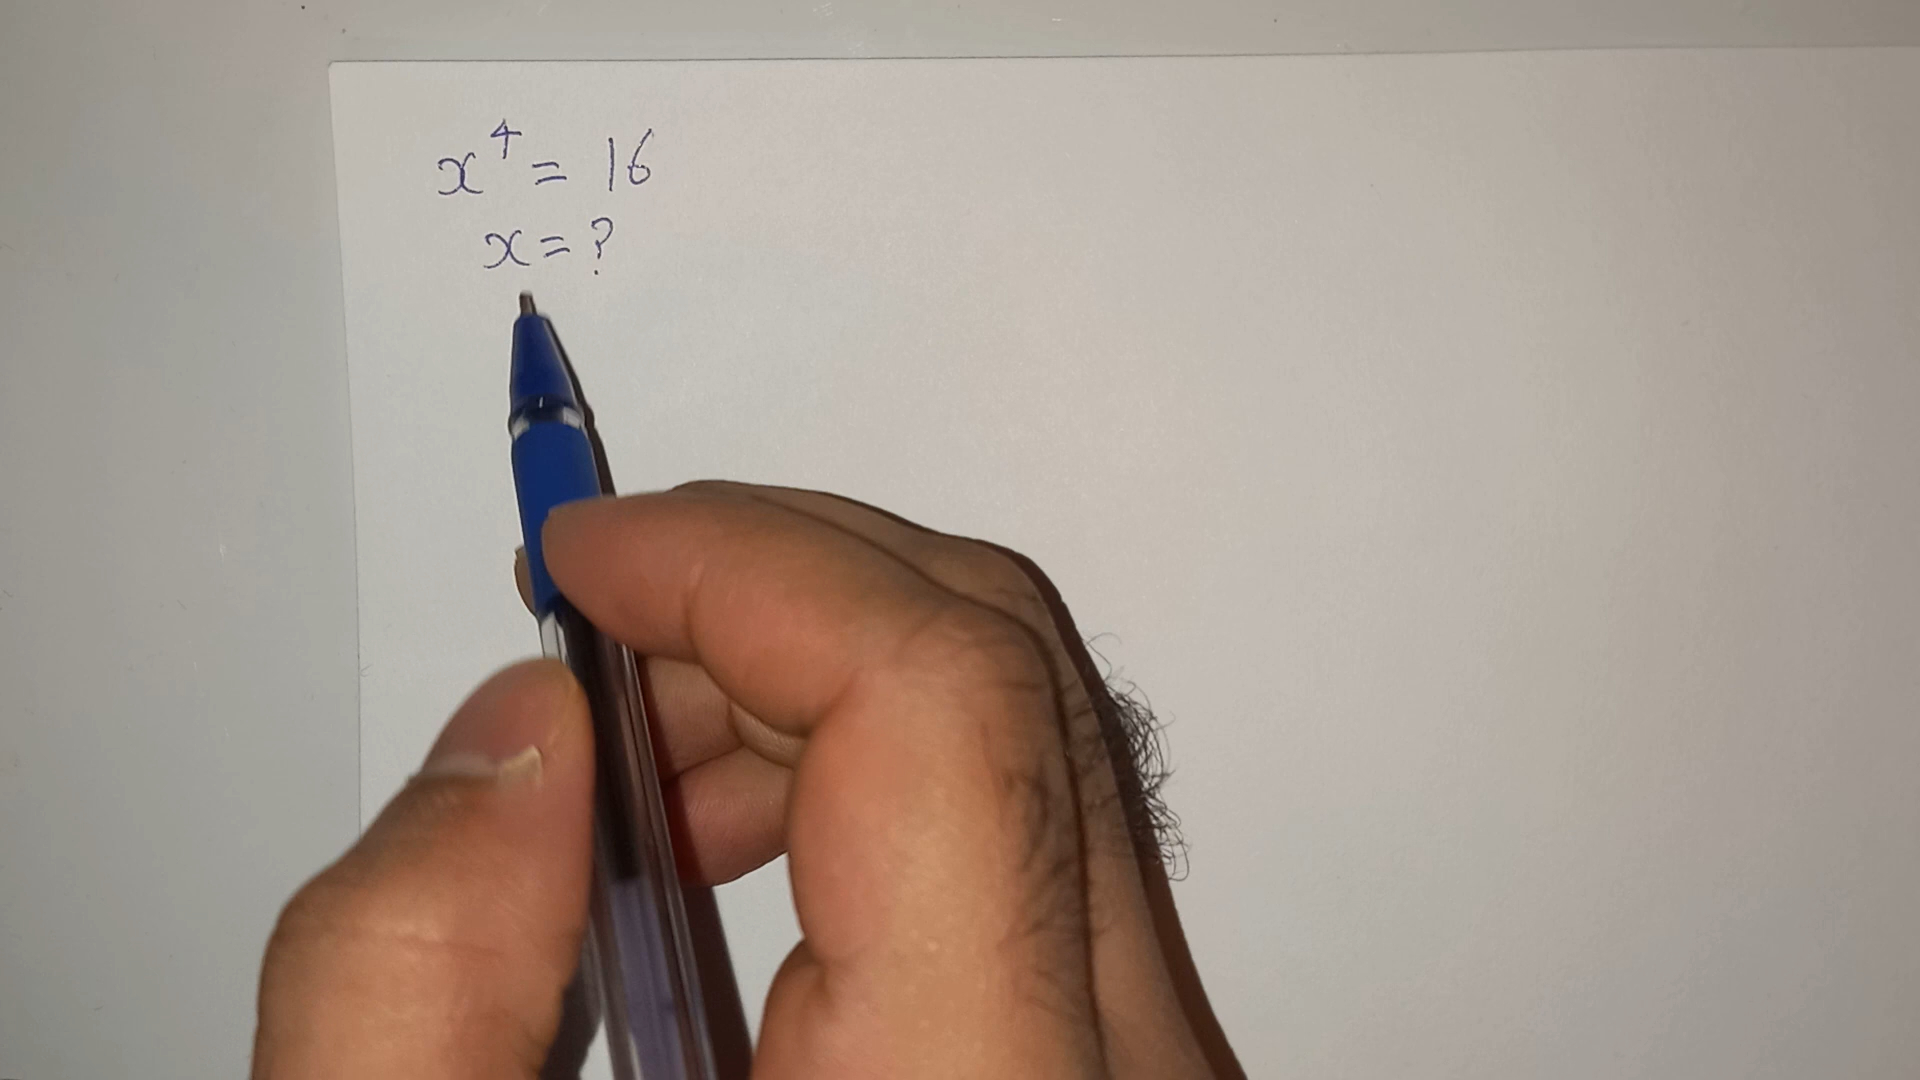 x⁴ = 16
x = ?